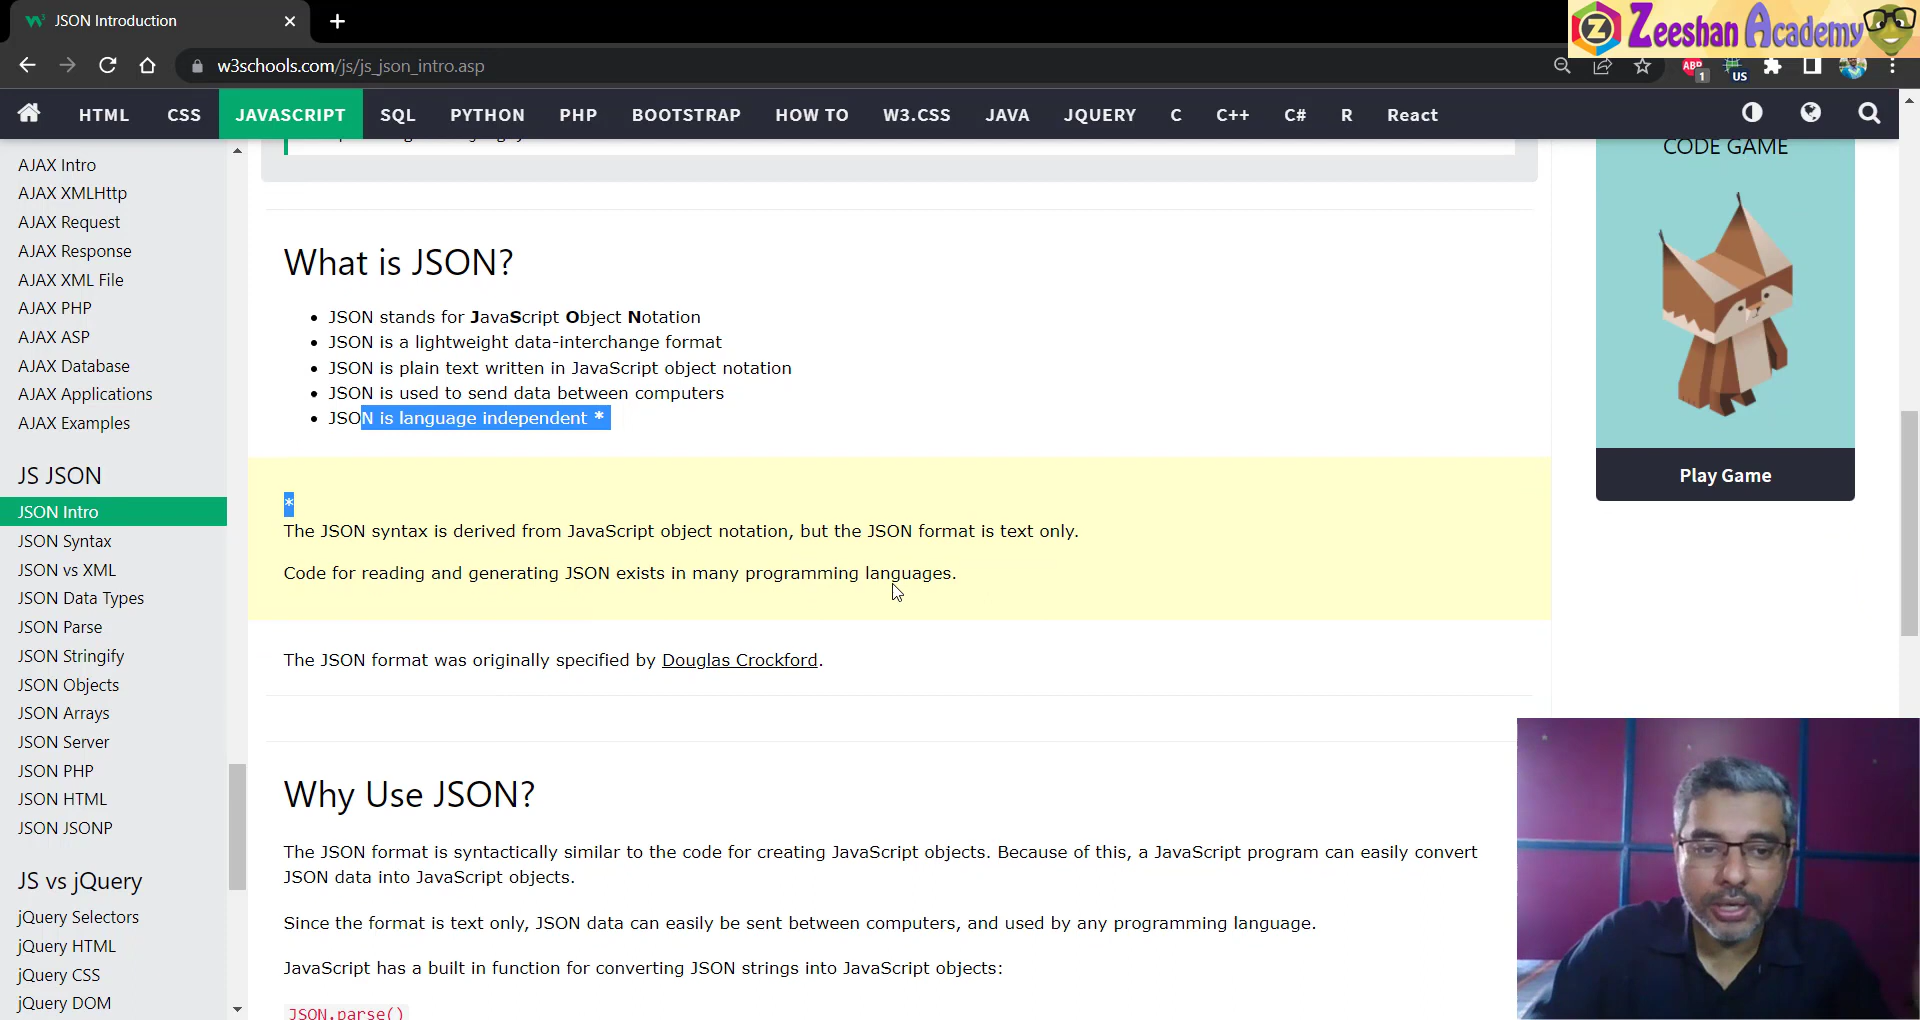 JSON Introduction
Zeeshan Academy
w3schools.com/js/js_json_intro.asp
ABP
1
US
HTML CSS JAVASCRIPT SQL PYTHON PHP BOOTSTRAP HOW TO W3.CSS JAVA JQUERY C C++ C# R React
AJAX Intro
AJAX XMLHttp
AJAX Request
AJAX Response
AJAX XML File
AJAX PHP
AJAX ASP
AJAX Database
AJAX Applications
AJAX Examples
JS JSON
JSON Intro
JSON Syntax
JSON vs XML
JSON Data Types
JSON Parse
JSON Stringify
JSON Objects
JSON Arrays
JSON Server
JSON PHP
JSON HTML
JSON JSONP
JS vs jQuery
jQuery Selectors
jQuery HTML
jQuery CSS
jQuery DOM
What is JSON?
• JSON stands for JavaScript Object Notation
• JSON is a lightweight data-interchange format
• JSON is plain text written in JavaScript object notation
• JSON is used to send data between computers
• JSON is language independent *
*
The JSON syntax is derived from JavaScript object notation, but the JSON format is text only.
Code for reading and generating JSON exists in many programming languages.
The JSON format was originally specified by Douglas Crockford.
Why Use JSON?
The JSON format is syntactically similar to the code for creating JavaScript objects. Because of this, a JavaScript program can easily convert
JSON data into JavaScript objects.
Since the format is text only, JSON data can easily be sent between computers, and used by any programming language.
JavaScript has a built in function for converting JSON strings into JavaScript objects:
JSON.parse()
CODE GAME
Play Game